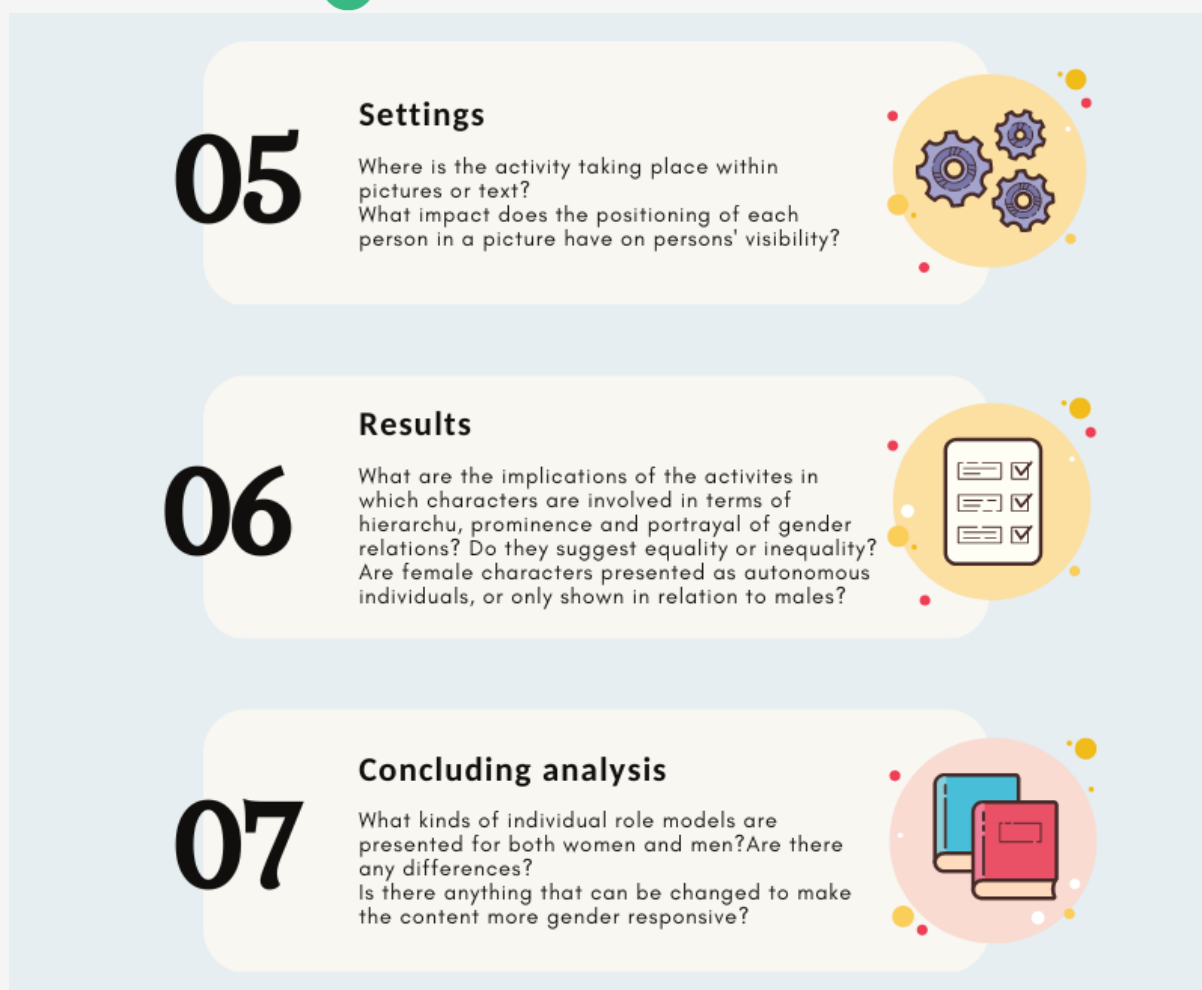 05
Settings
Where is the activity taking place within
pictures or text?
What impact does the positioning of each
person in a picture have on persons' visibility?
06
Results
What are the implications of the activites in
which characters are involved in terms of
hierarchu, prominence and portrayal of gender
relations? Do they suggest equality or inequality?
Are female characters presented as autonomous
individuals, or only shown in relation to males?
07
Concluding analysis
What kinds of individual role models are
presented for both women and men?Are there
any differences?
Is there anything that can be changed to make
the content more gender responsive?